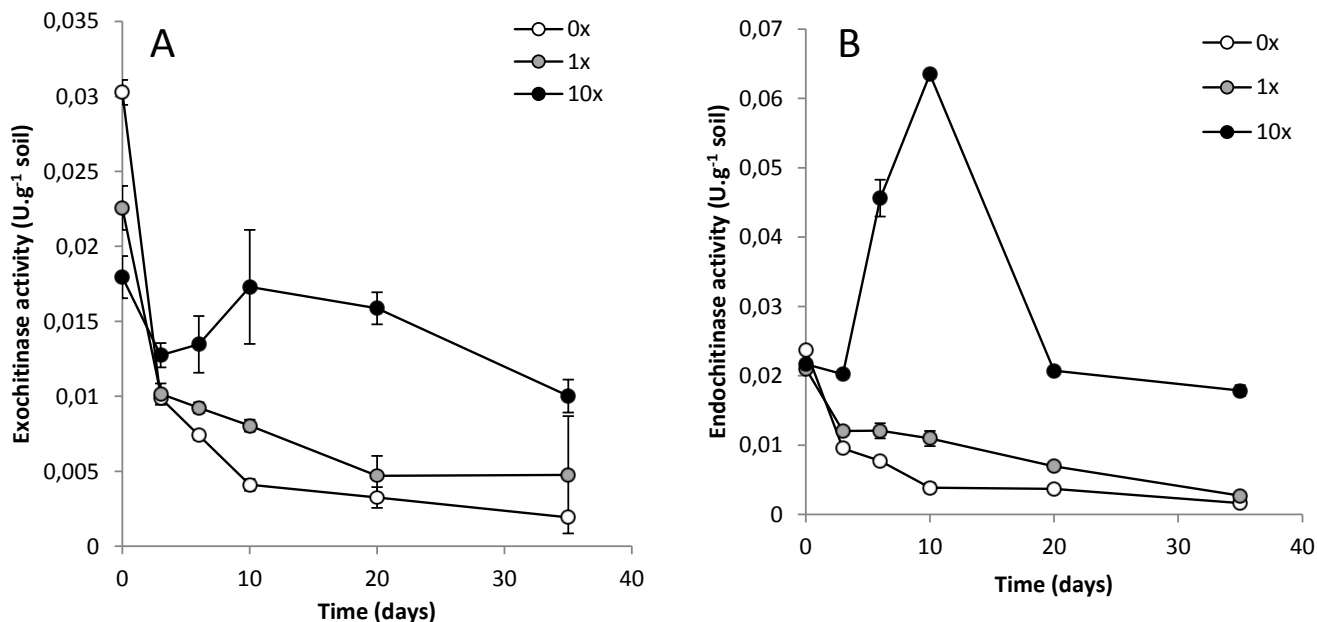 A
0x
1x
10x
0,035
0,03
0,025
0,02
0,015
0,01
0,005
0
Exochitinase activity (U.g⁻¹ soil)
0 10 20 30 40
Time (days)
B
0x
1x
10x
0,07
0,06
0,05
0,04
0,03
0,02
0,01
0
Endochitinase activity (U.g⁻¹ soil)
0 10 20 30 40
Time (days)